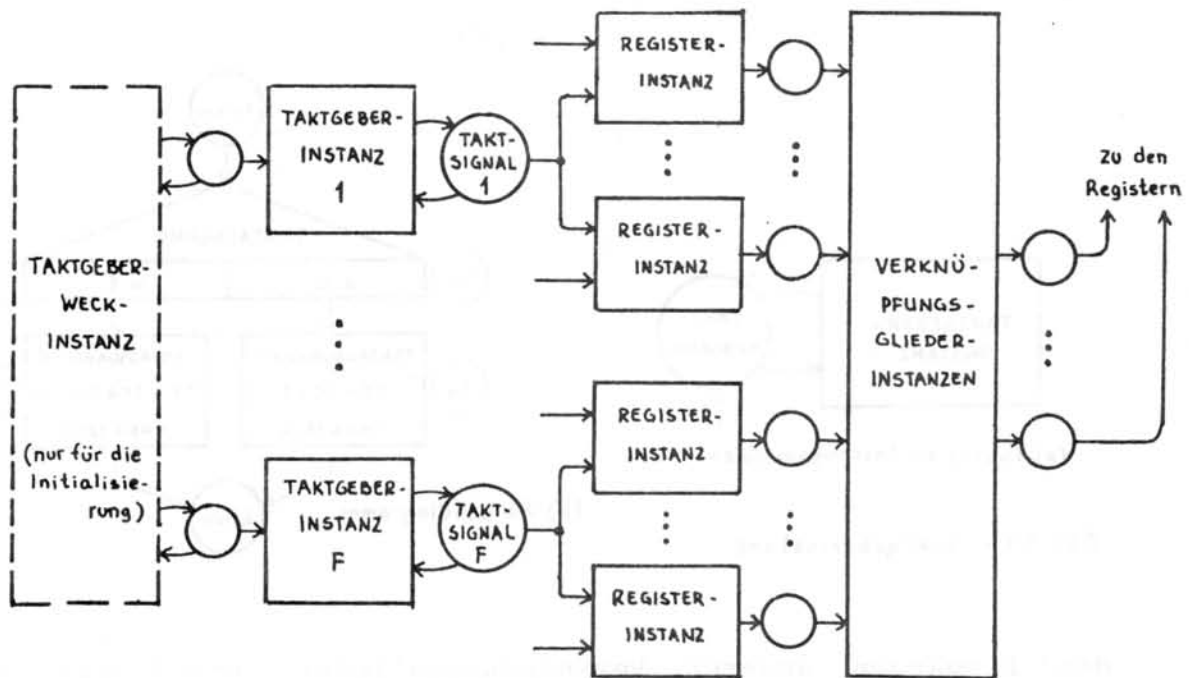 TAKTGEBER-
WECK-
INSTANZ
(nur für die
Initialisie-
rung)
TAKTGEBER-
INSTANZ
1
TAKT-
SIGNAL
1
REGISTER-
INSTANZ
REGISTER-
INSTANZ
TAKTGEBER-
INSTANZ
F
TAKT-
SIGNAL
F
REGISTER-
INSTANZ
REGISTER-
INSTANZ
VERKNÜ-
PFUNGS-
GLIEDER-
INSTANZEN
zu den
Registern